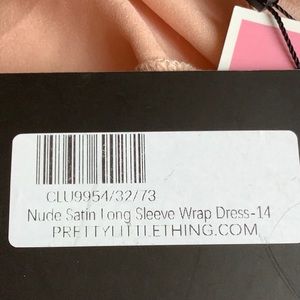 CLU9954/32/73
Nude Satin Long Sleeve Wrap Dress-14
PRETTYLITTLETHING.COM